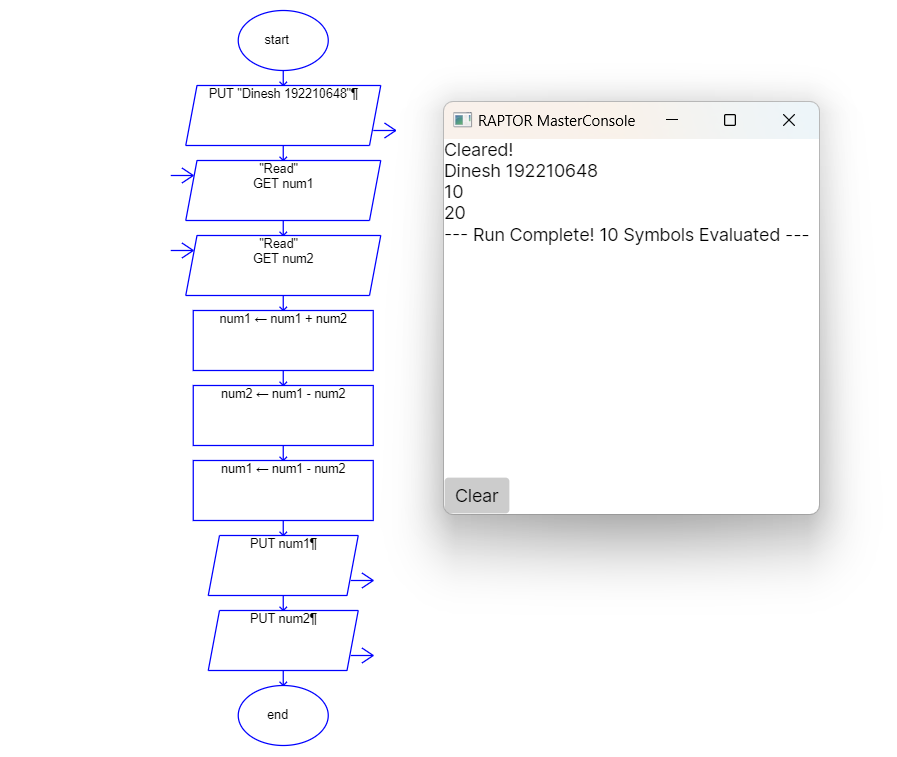 start
PUT "Dinesh 192210648"¶
"Read"
GET num1
"Read"
GET num2
num1 ← num1 + num2
num2 ← num1 - num2
num1 ← num1 - num2
PUT num1¶
PUT num2¶
end
RAPTOR MasterConsole
Cleared!
Dinesh 192210648
10
20
--- Run Complete! 10 Symbols Evaluated ---
Clear